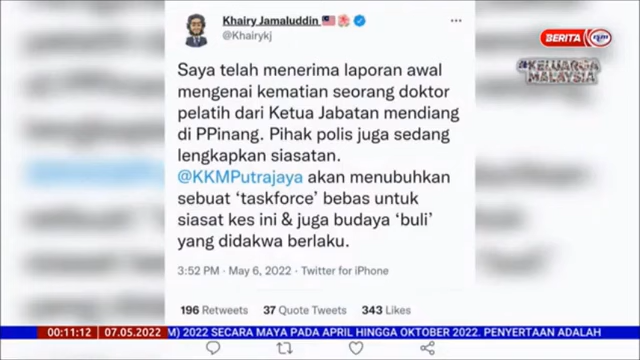 Khairy Jamaluddin
@Khairykj
BERITA
#KELUARGA
MALAYSIA
Saya telah menerima laporan awal
mengenai kematian seorang doktor
pelatih dari Ketua Jabatan mendiang
di PPinang. Pihak polis juga sedang
lengkapkan siasatan.
@KKMPutrajaya akan menubuhkan
sebuat ‘taskforce’ bebas untuk
siasat kes ini & juga budaya ‘buli’
yang didakwa berlaku.
3:52 PM · May 6, 2022 · Twitter for iPhone
196 Retweets 37 Quote Tweets 343 Likes
00:11:12 07.05.2022 M) 2022 SECARA MAYA PADA APRIL HINGGA OKTOBER 2022. PENYERTAAN ADALAH